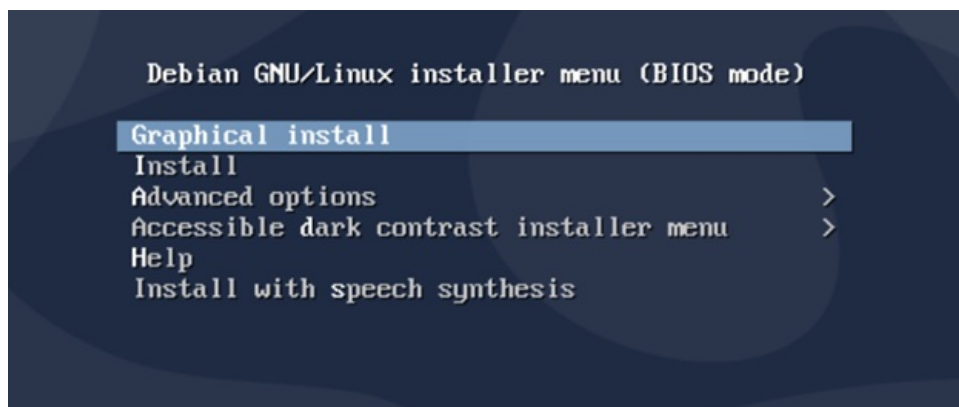 Debian GNU/Linux installer menu (BIOS mode)
Graphical install
Install
Advanced options >
Accessible dark contrast installer menu >
Help
Install with speech synthesis